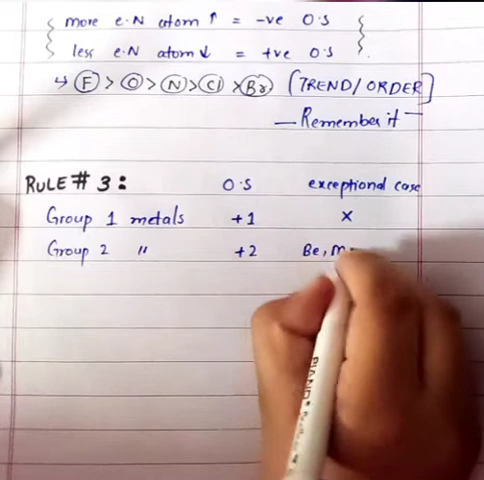 more e.N atom ↑ = -ve O.S
less e.N atom ↓ = +ve O.S
↳ F > O > N > Cl > Br (TREND/ORDER]
— Remember it —
RULE# 3: O.S exceptional case
Group 1 metals +1 ×
Group 2 " +2 Be, M
PIANO